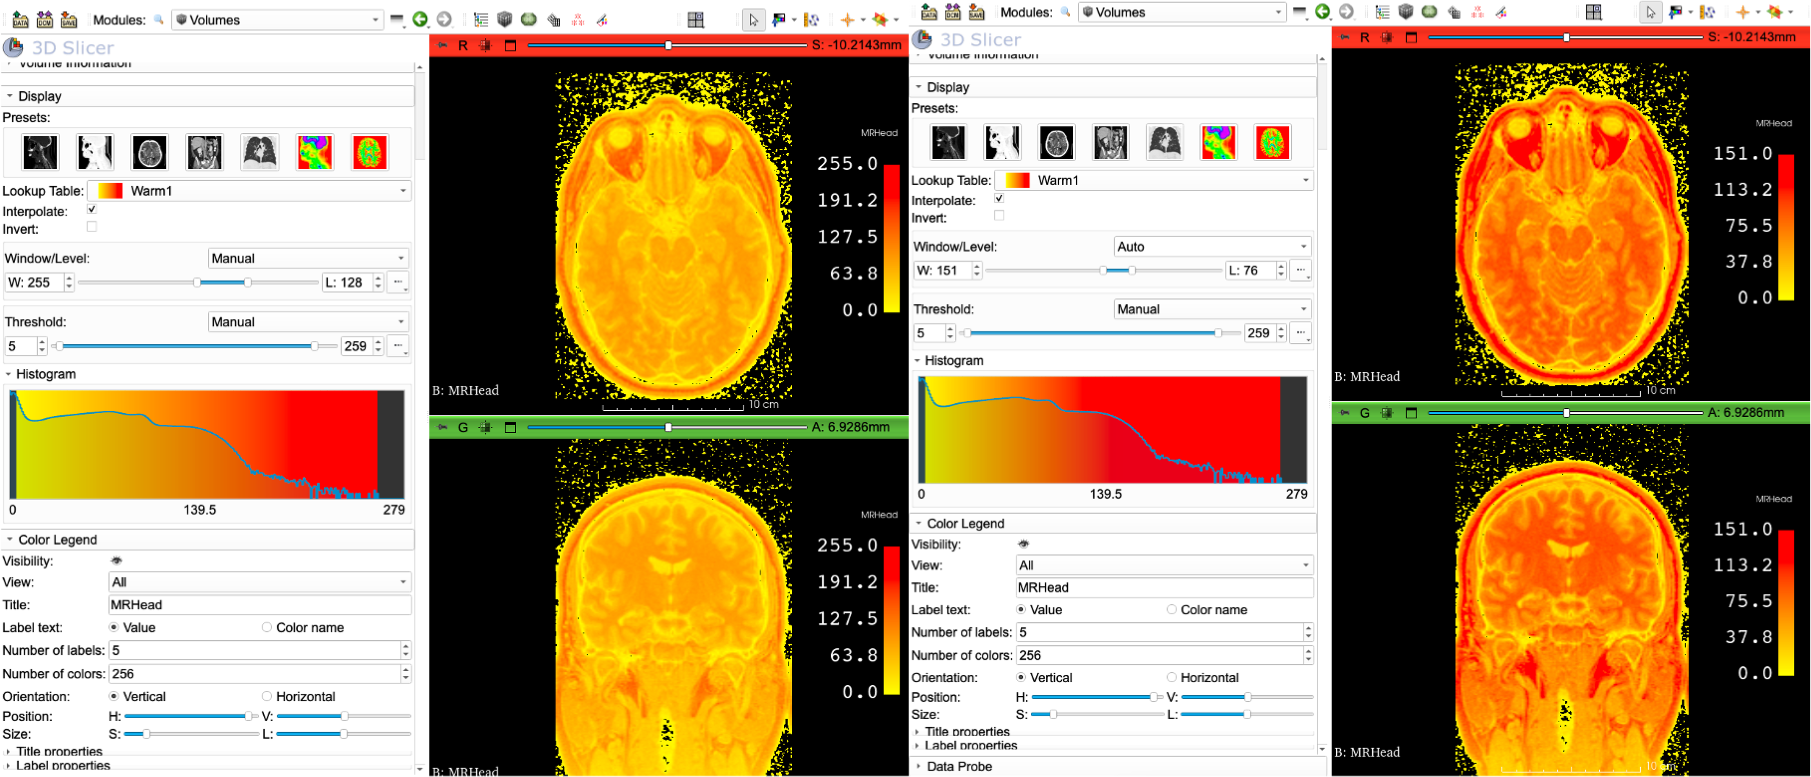 DATA DCM SAVE Modules: Volumes
3D Slicer
Volume Information
Display
Presets:
Lookup Table: Warm1
Interpolate:
Invert:
Window/Level: Manual
W: 255 L: 128
Threshold: Manual
5 259
Histogram
0 139.5 279
Color Legend
Visibility:
View: All
Title: MRHead
Label text: Value Color name
Number of labels: 5
Number of colors: 256
Orientation: Vertical Horizontal
Position: H: V:
Size: S: L:
Title properties
Label properties
R S: -10.2143mm
MRHead
255.0
191.2
127.5
63.8
0.0
B: MRHead
10 cm
G A: 6.9286mm
MRHead
255.0
191.2
127.5
63.8
0.0
B: MRHead
DATA DCM SAVE Modules: Volumes
3D Slicer
Volume Information
Display
Presets:
Lookup Table: Warm1
Interpolate:
Invert:
Window/Level: Auto
W: 151 L: 76
Threshold: Manual
5 259
Histogram
0 139.5 279
Color Legend
Visibility:
View: All
Title: MRHead
Label text: Value Color name
Number of labels: 5
Number of colors: 256
Orientation: Vertical Horizontal
Position: H: V:
Size: S: L:
Title properties
Label properties
Data Probe
R S: -10.2143mm
MRHead
151.0
113.2
75.5
37.8
0.0
B: MRHead
10 cm
G A: 6.9286mm
MRHead
151.0
113.2
75.5
37.8
0.0
B: MRHead
10 cm